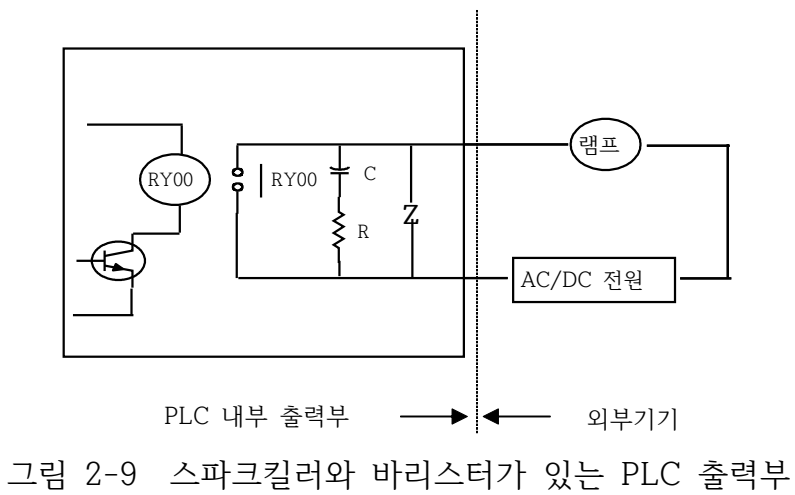 램프
RY00
RY00
C
R
Z
AC/DC 전원
PLC 내부 출력부
외부기기
그림 2-9 스파크킬러와 바리스터가 있는 PLC 출력부